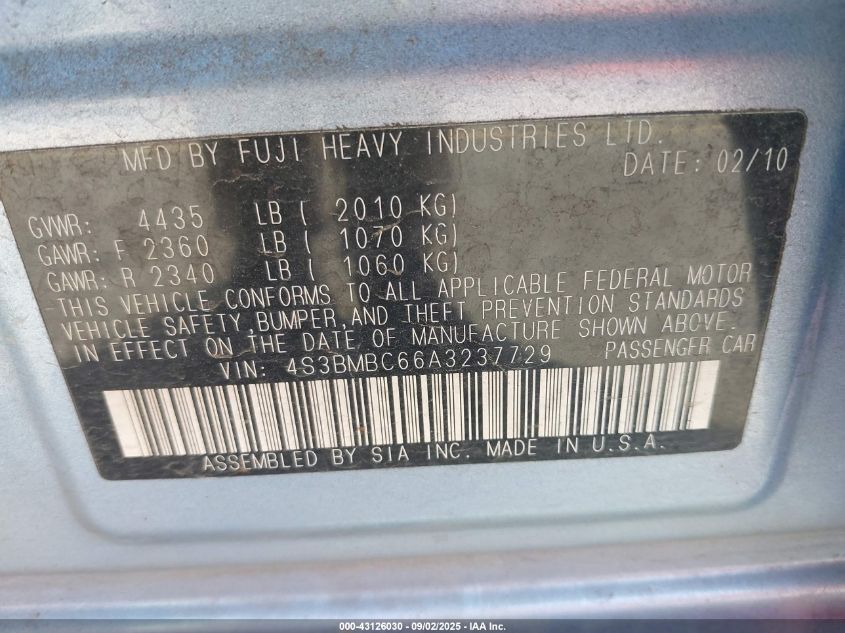 MFD BY FUJI HEAVY INDUSTRIES LTD.
DATE: 02/10
GVWR: 4435 LB ( 2010 KG)
GAWR: F 2360 LB ( 1070 KG)
GAWR: R 2340 LB ( 1060 KG)
THIS VEHICLE CONFORMS TO ALL APPLICABLE FEDERAL MOTOR
VEHICLE SAFETY, BUMPER, AND THEFT PREVENTION STANDARDS
IN EFFECT ON THE DATE OF MANUFACTURE SHOWN ABOVE.
VIN: 4S3BMBC66A3237729 PASSENGER CAR
ASSEMBLED BY SIA INC. MADE IN U.S.A.
000-43126030 - 09/02/2025 - IAA Inc.